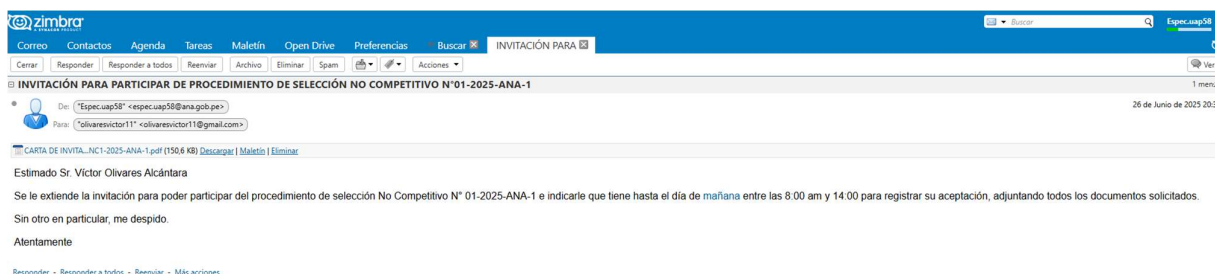 zimbra
A SYNACOR PRODUCT
Buscar
Espec.uap58
Correo Contactos Agenda Tareas Maletín Open Drive Preferencias Buscar INVITACIÓN PARA
Cerrar Responder Responder a todos Reenviar Archivo Eliminar Spam Acciones Ver
INVITACIÓN PARA PARTICIPAR DE PROCEDIMIENTO DE SELECCIÓN NO COMPETITIVO N°01-2025-ANA-1
De: "Espec.uap58" <espec.uap58@ana.gob.pe> 26 de Junio de 2025 20:3
Para: "olivaresvictor11" <olivaresvictor11@gmail.com>
CARTA DE INVITA...NC1-2025-ANA-1.pdf (150,6 KB) Descargar | Maletín | Eliminar
Estimado Sr. Víctor Olivares Alcántara
Se le extiende la invitación para poder participar del procedimiento de selección No Competitivo N° 01-2025-ANA-1 e indicarle que tiene hasta el día de mañana entre las 8:00 am y 14:00 para registrar su aceptación, adjuntando todos los documentos solicitados.
Sin otro en particular, me despido.
Atentamente
Responder - Responder a todos - Reenviar - Más acciones